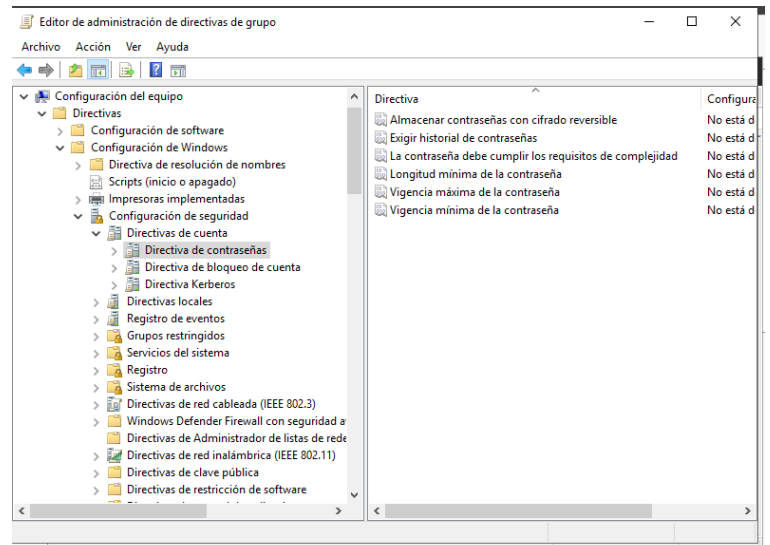 Editor de administración de directivas de grupo
Archivo Acción Ver Ayuda
Configuración del equipo
Directivas
Configuración de software
Configuración de Windows
Directiva de resolución de nombres
Scripts (inicio o apagado)
Impresoras implementadas
Configuración de seguridad
Directivas de cuenta
Directiva de contraseñas
Directiva de bloqueo de cuenta
Directiva Kerberos
Directivas locales
Registro de eventos
Grupos restringidos
Servicios del sistema
Registro
Sistema de archivos
Directivas de red cableada (IEEE 802.3)
Windows Defender Firewall con seguridad a
Directivas de Administrador de listas de rede
Directivas de red inalámbrica (IEEE 802.11)
Directivas de clave pública
Directivas de restricción de software
Directiva Configura
Almacenar contraseñas con cifrado reversible No está d
Exigir historial de contraseñas No está d
La contraseña debe cumplir los requisitos de complejidad No está d
Longitud mínima de la contraseña No está d
Vigencia máxima de la contraseña No está d
Vigencia mínima de la contraseña No está d